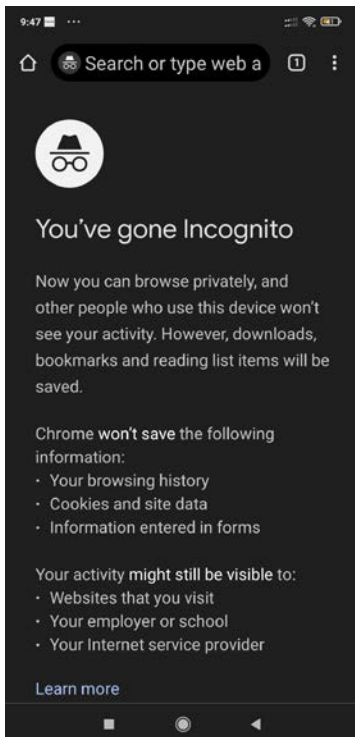 9:47
Search or type web a
1
You've gone Incognito
Now you can browse privately, and
other people who use this device won't
see your activity. However, downloads,
bookmarks and reading list items will be
saved.
Chrome won't save the following
information:
· Your browsing history
· Cookies and site data
· Information entered in forms
Your activity might still be visible to:
· Websites that you visit
· Your employer or school
· Your Internet service provider
Learn more